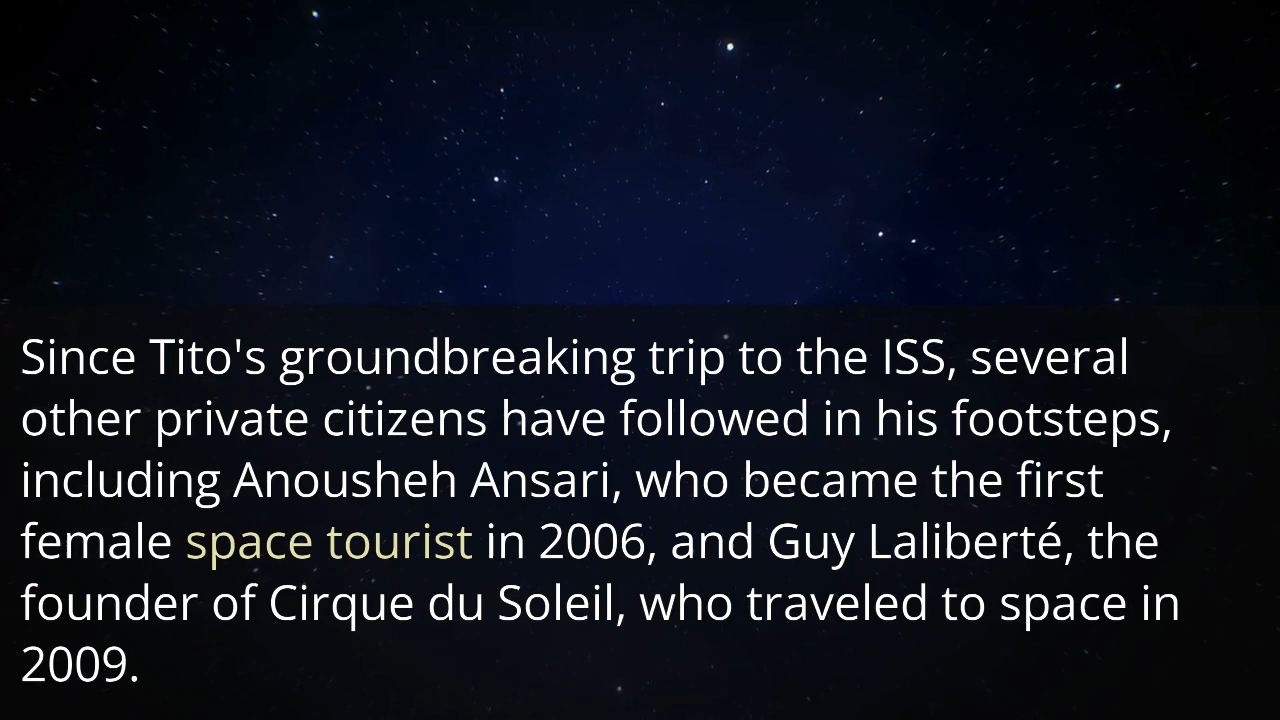 Since Tito's groundbreaking trip to the ISS, several
other private citizens have followed in his footsteps,
including Anousheh Ansari, who became the first
female space tourist in 2006, and Guy Laliberté, the
founder of Cirque du Soleil, who traveled to space in
2009.